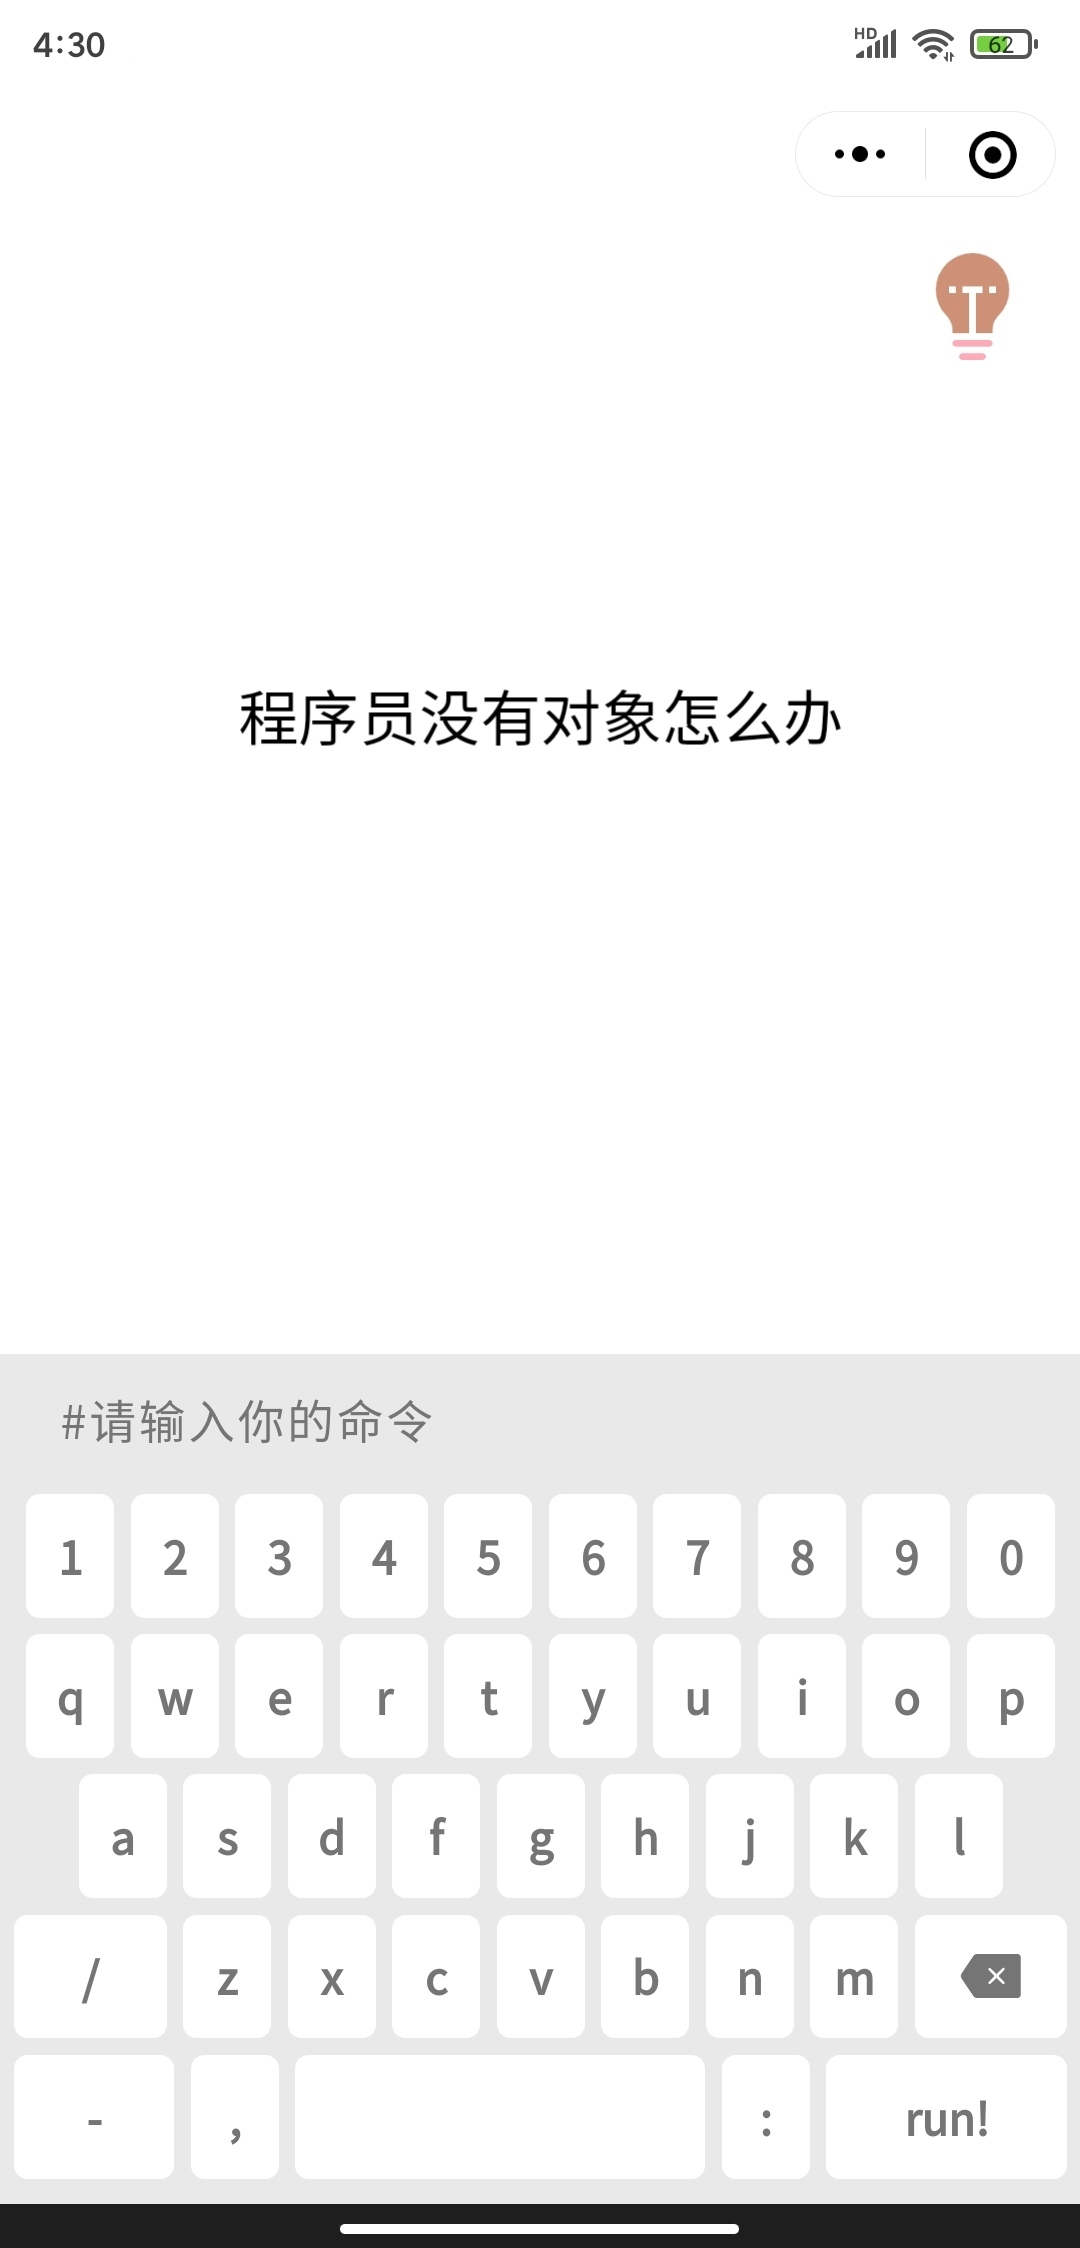 4:30
HD
62
程序员没有对象怎么办
#请输入你的命令
1 2 3 4 5 6 7 8 9 0
q w e r t y u i o p
a s d f g h j k l
/ z x c v b n m
- , : run!